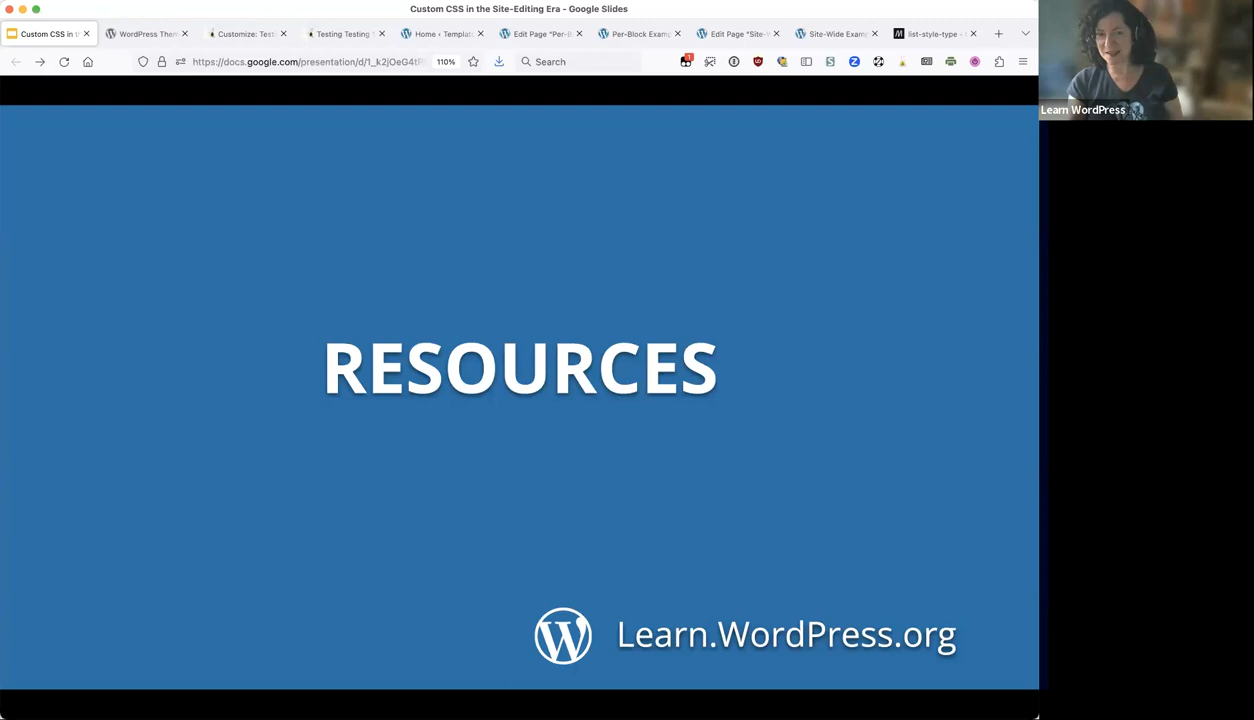 Custom CSS in the Site-Editing Era - Google Slides
Custom CSS in t
WordPress Them
Customize: Test
Testing Testing
Home ‹ Templat
Edit Page "Per-B
Per-Block Examp
Edit Page "Site-
Site-Wide Exam
list-style-type -
https://docs.google.com/presentation/d/1_k2jOeG4t
110%
Search
Learn WordPress
RESOURCES
Learn.WordPress.org